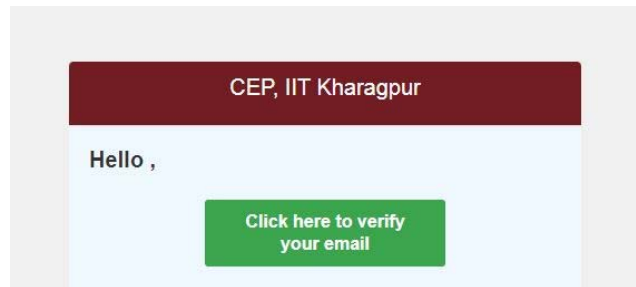 CEP, IIT Kharagpur
Hello ,
Click here to verify
your email